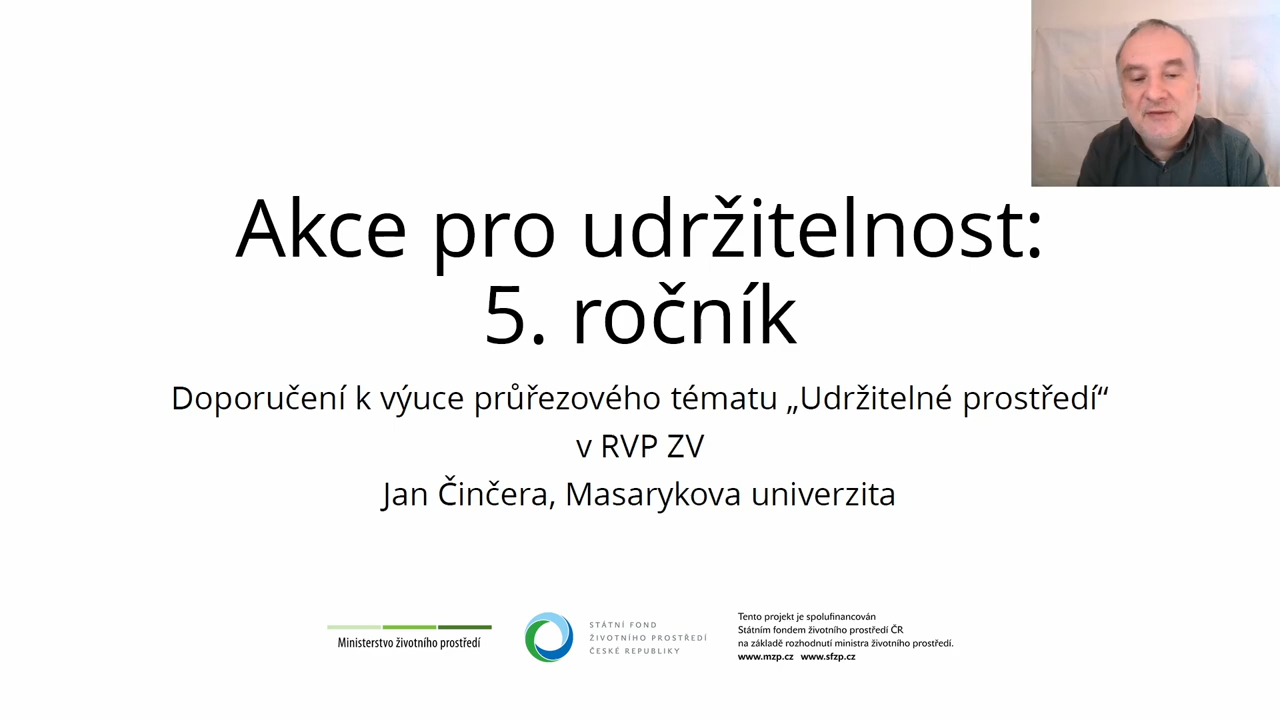 Akce pro udržitelnost:
5. ročník
Doporučení k výuce průřezového tématu „Udržitelné prostředí“
v RVP ZV
Jan Činčera, Masarykova univerzita
Ministerstvo životního prostředí
STÁTNÍ FOND
ŽIVOTNÍHO PROSTŘEDÍ
ČESKÉ REPUBLIKY
Tento projekt je spolufinancován
Státním fondem životního prostředí ČR
na základě rozhodnutí ministra životního prostředí.
www.mzp.cz www.sfzp.cz